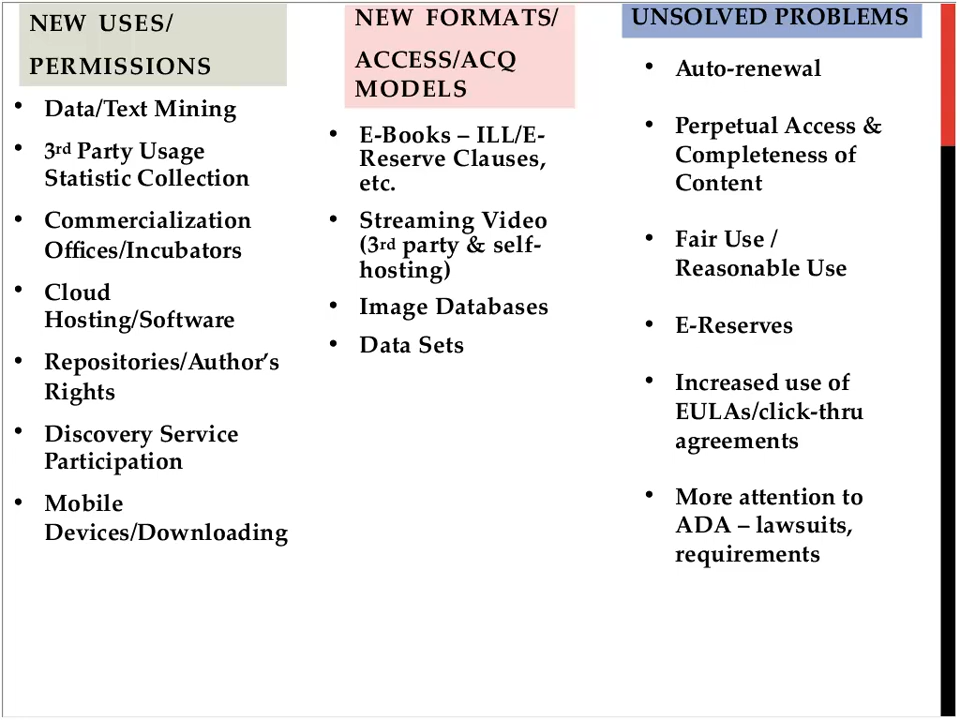 NEW USES/
PERMISSIONS
• Data/Text Mining
• 3rd Party Usage
Statistic Collection
• Commercialization
Offices/Incubators
• Cloud
Hosting/Software
• Repositories/Author’s
Rights
• Discovery Service
Participation
• Mobile
Devices/Downloading
NEW FORMATS/
ACCESS/ACQ
MODELS
• E-Books – ILL/E-
Reserve Clauses,
etc.
• Streaming Video
(3rd party & self-
hosting)
• Image Databases
• Data Sets
UNSOLVED PROBLEMS
• Auto-renewal
• Perpetual Access &
Completeness of
Content
• Fair Use /
Reasonable Use
• E-Reserves
• Increased use of
EULAs/click-thru
agreements
• More attention to
ADA – lawsuits,
requirements